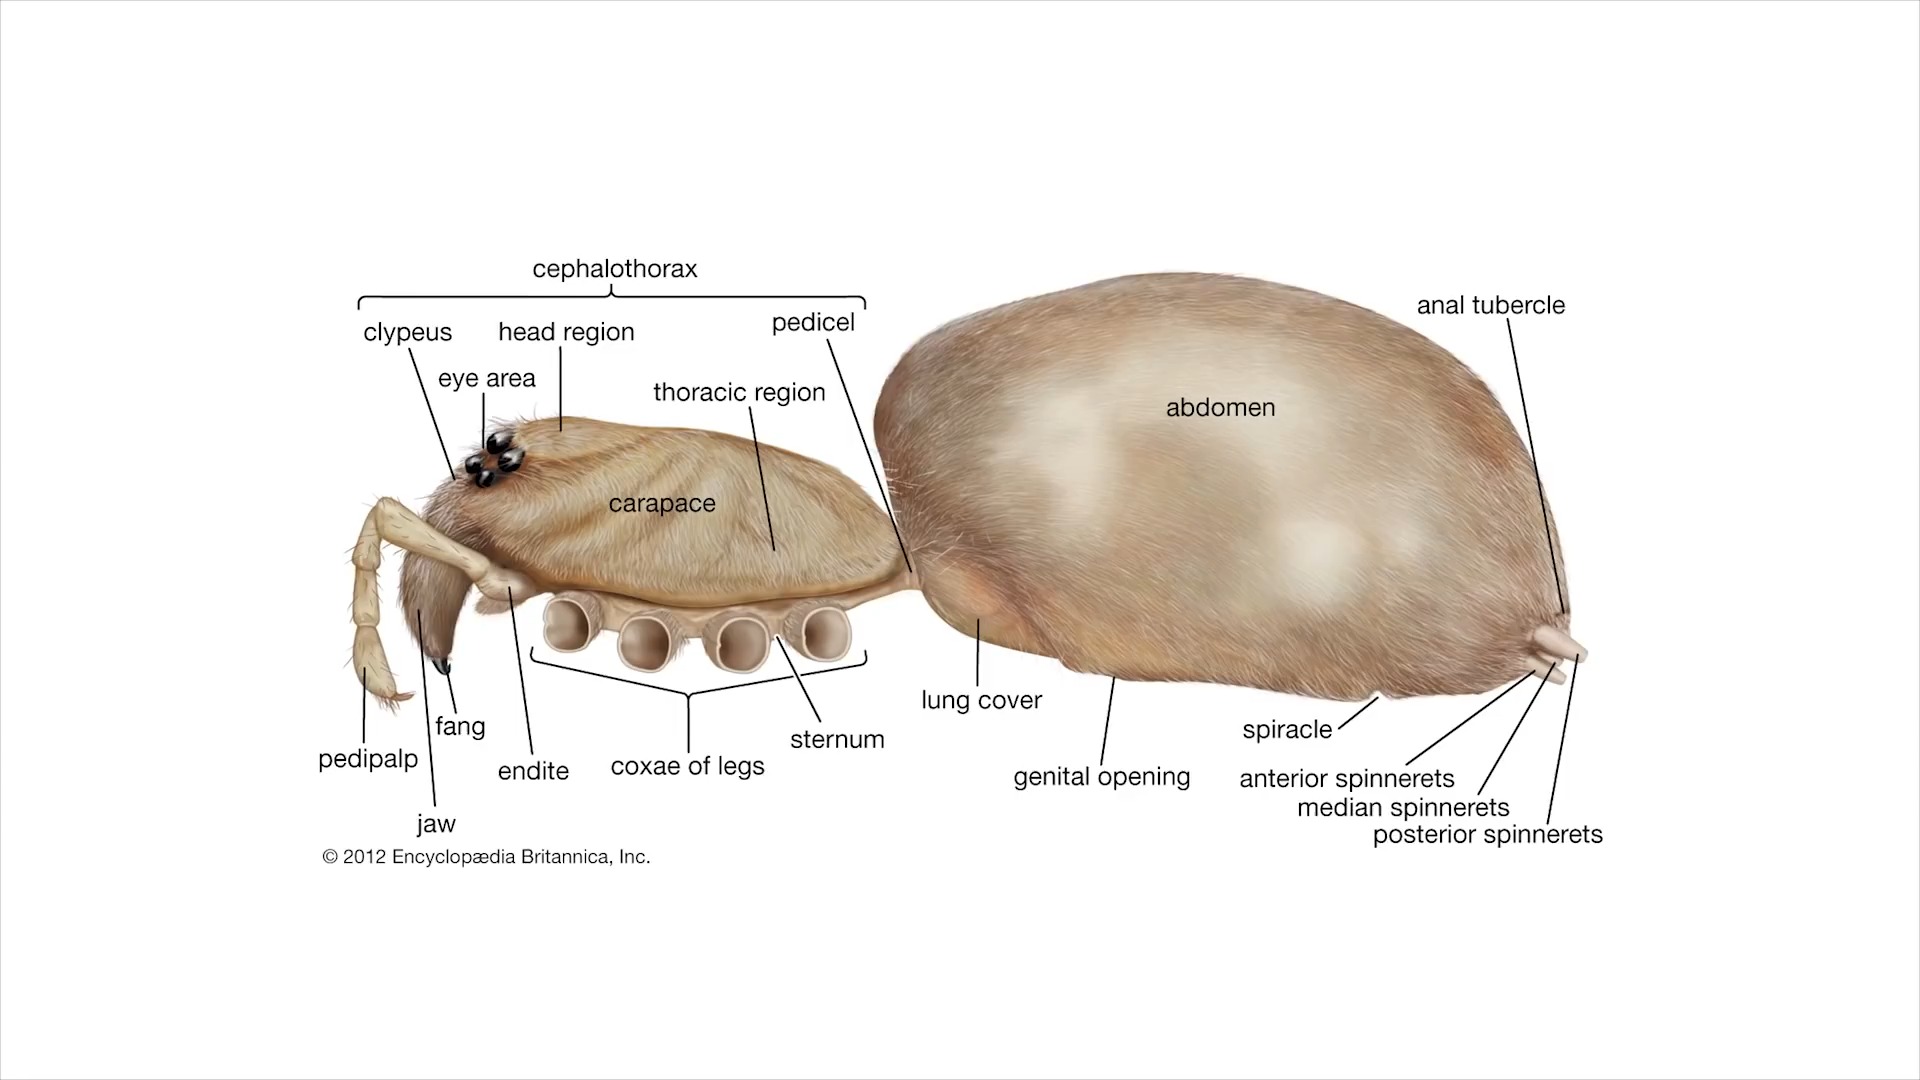 cephalothorax
clypeus
head region
pedicel
anal tubercle
eye area
thoracic region
abdomen
carapace
lung cover
fang
spiracle
sternum
pedipalp
endite
coxae of legs
genital opening
anterior spinnerets
median spinnerets
jaw
posterior spinnerets
© 2012 Encyclopædia Britannica, Inc.